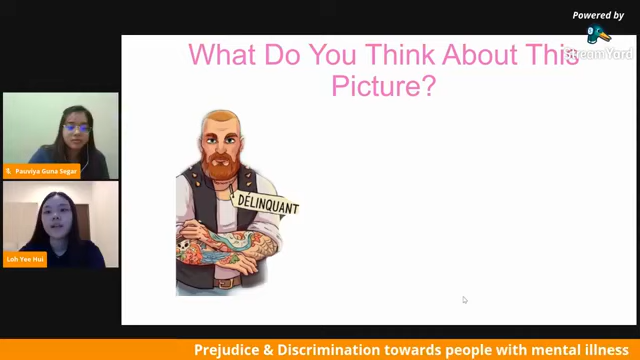 Powered by
StreamYard
What Do You Think About This
Picture?
DÉLINQUANT
Pauviya Guna Segar
Loh Yee Hui
Prejudice & Discrimination towards people with mental illness